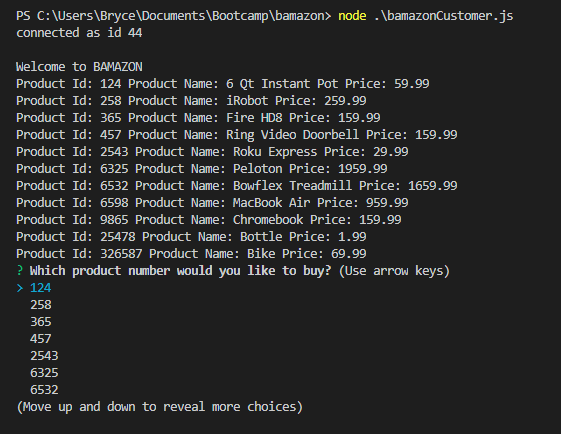 PS C:\Users\Bryce\Documents\Bootcamp\bamazon> node .\bamazonCustomer.js
connected as id 44
Welcome to BAMAZON
Product Id: 124 Product Name: 6 Qt Instant Pot Price: 59.99
Product Id: 258 Product Name: iRobot Price: 259.99
Product Id: 365 Product Name: Fire HD8 Price: 159.99
Product Id: 457 Product Name: Ring Video Doorbell Price: 159.99
Product Id: 2543 Product Name: Roku Express Price: 29.99
Product Id: 6325 Product Name: Peloton Price: 1959.99
Product Id: 6532 Product Name: Bowflex Treadmill Price: 1659.99
Product Id: 6598 Product Name: MacBook Air Price: 959.99
Product Id: 9865 Product Name: Chromebook Price: 159.99
Product Id: 25478 Product Name: Bottle Price: 1.99
Product Id: 326587 Product Name: Bike Price: 69.99
? Which product number would you like to buy? (Use arrow keys)
> 124
258
365
457
2543
6325
6532
(Move up and down to reveal more choices)